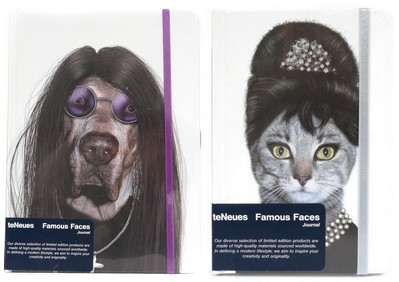 teNeues Famous Faces
Journal
Our diverse selection of limited edition products are
made of high-quality materials sourced worldwide.
In defining a modern lifestyle, we aim to inspire your
creativity and originality.
teNeues Famous Faces
Journal
Our diverse selection of limited edition products are
made of high-quality materials sourced worldwide.
In defining a modern lifestyle, we aim to inspire your
creativity and originality.